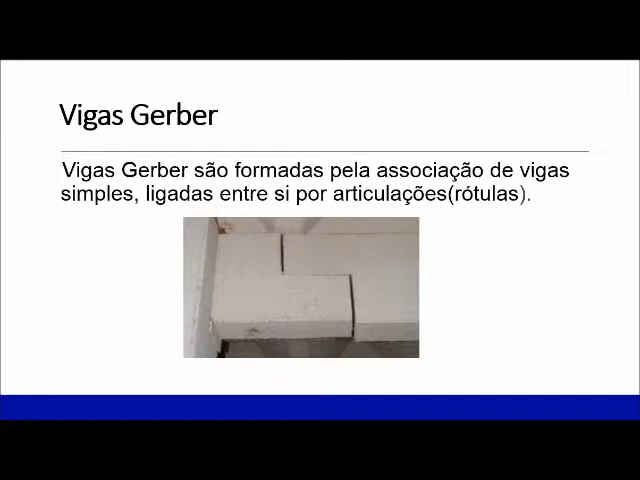 Vigas Gerber
Vigas Gerber são formadas pela associação de vigas
simples, ligadas entre si por articulações(rótulas).